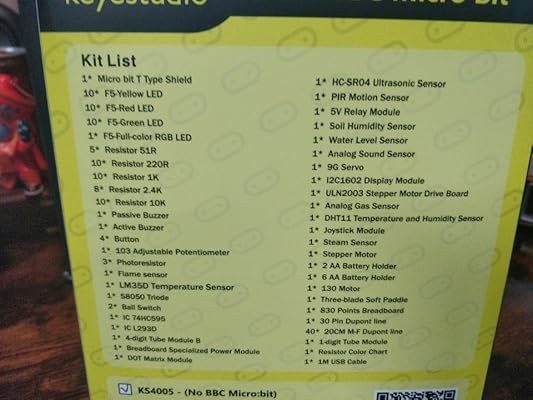 keyestudio
Micro bit
Kit List
1* Micro bit T Type Shield
10* F5-Yellow LED
10* F5-Red LED
10* F5-Green LED
1* F5-Full-color RGB LED
5* Resistor 51R
10* Resistor 220R
10* Resistor 1K
8* Resistor 2.4K
10* Resistor 10K
1* Passive Buzzer
1* Active Buzzer
4* Button
1* 103 Adjustable Potentiometer
3* Photoresistor
1* Flame sensor
1* LM35D Temperature Sensor
1* S8050 Triode
2* Ball Switch
1* IC 74HC595
1* IC L293D
1* 4-digit Tube Module B
1* Breadboard Specialized Power Module
1* DOT Matrix Module
1* HC-SR04 Ultrasonic Sensor
1* PIR Motion Sensor
1* 5V Relay Module
1* Soil Humidity Sensor
1* Water Level Sensor
1* Analog Sound Sensor
1* 9G Servo
1* I2C1602 Display Module
1* ULN2003 Stepper Motor Drive Board
1* Analog Gas Sensor
1* DHT11 Temperature and Humidity Sensor
1* Joystick Module
1* Steam Sensor
1* Stepper Motor
1* 2 AA Battery Holder
1* 6 AA Battery Holder
1* 130 Motor
1* Three-blade Soft Paddle
1* 830 Points Breadboard
1* 30 Pin Dupont line
40* 20CM M-F Dupont line
1* 1-digit Tube Module
1* Resistor Color Chart
1* 1M USB Cable
KS4005 - (No BBC Micro:bit)